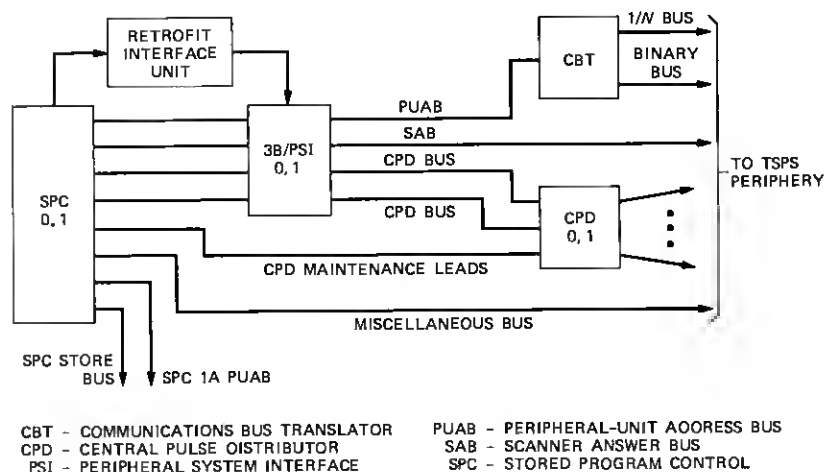 RETROFIT
INTERFACE
UNIT
SPC
0, 1
3B/PSI
0, 1
PUAB
SAB
CPD BUS
CPD BUS
CPD MAINTENANCE LEADS
MISCELLANEOUS BUS
CBT
1/N BUS
BINARY
BUS
CPD
0, 1
TO TSPS
PERIPHERY
SPC STORE
BUS
SPC 1A PUAB
CBT - COMMUNICATIONS BUS TRANSLATOR
CPD - CENTRAL PULSE OISTRIBUTOR
PSI - PERIPHERAL SYSTEM INTERFACE
PUAB - PERIPHERAL-UNIT AOORESS BUS
SAB - SCANNER ANSWER BUS
SPC - STORED PROGRAM CONTROL